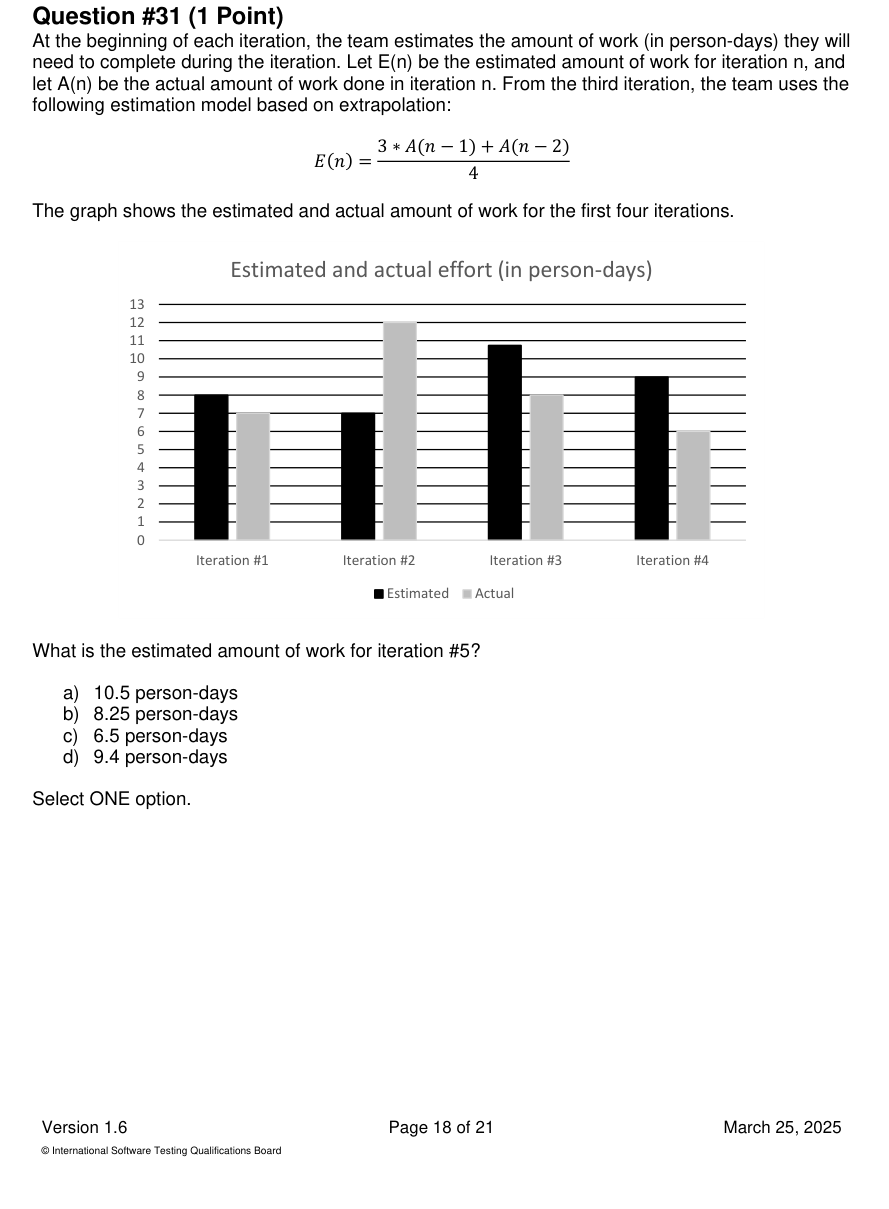 Question #31 (1 Point)
At the beginning of each iteration, the team estimates the amount of work (in person-days) they will
need to complete during the iteration. Let E(n) be the estimated amount of work for iteration n, and
let A(n) be the actual amount of work done in iteration n. From the third iteration, the team uses the
following estimation model based on extrapolation:
E(n) = 3 ∗ A(n − 1) + A(n − 2)
4
The graph shows the estimated and actual amount of work for the first four iterations.
Estimated and actual effort (in person-days)
13
12
11
10
9
8
7
6
5
4
3
2
1
0
Iteration #1 Iteration #2 Iteration #3 Iteration #4
Estimated Actual
What is the estimated amount of work for iteration #5?
a) 10.5 person-days
b) 8.25 person-days
c) 6.5 person-days
d) 9.4 person-days
Select ONE option.
Version 1.6 Page 18 of 21 March 25, 2025
© International Software Testing Qualifications Board